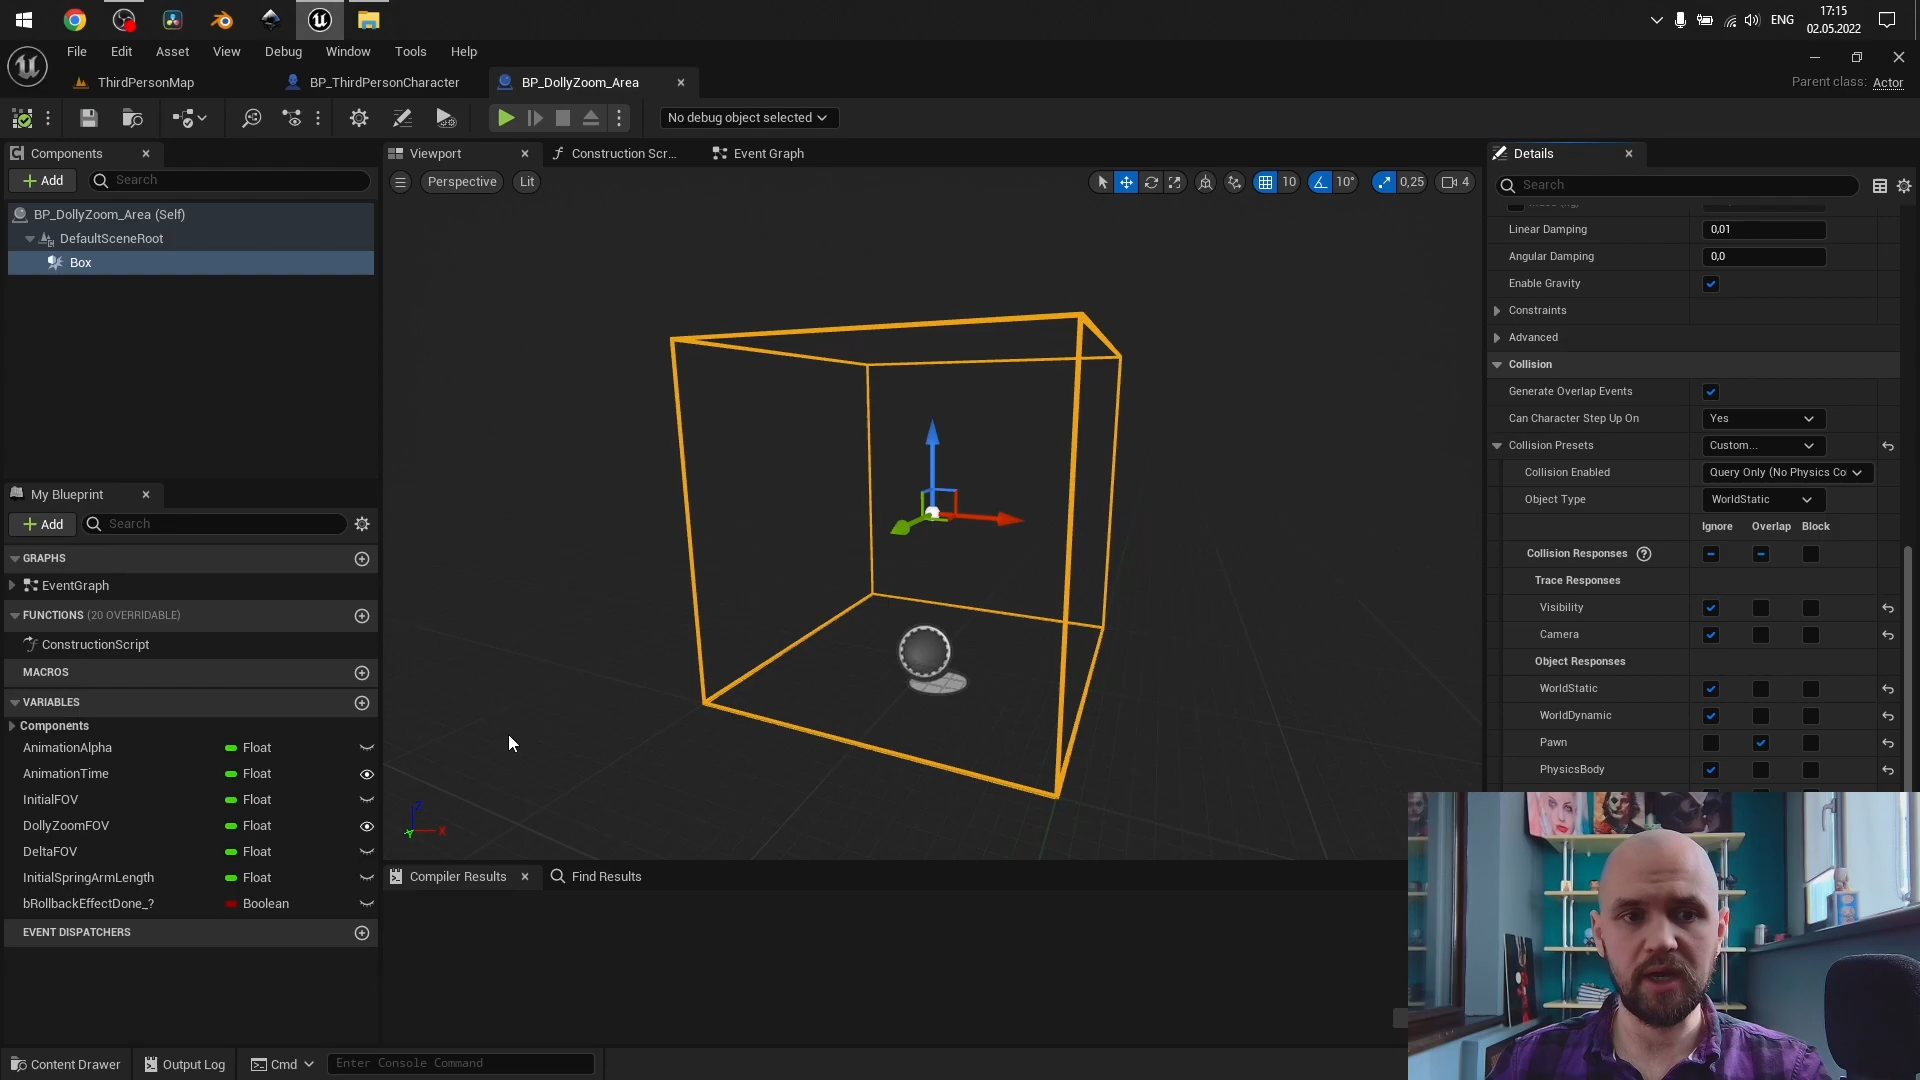 17:15
ENG
02.05.2022
File Edit Asset View Debug Window Tools Help
ThirdPersonMap BP_ThirdPersonCharacter BP_DollyZoom_Area
Parent class: Actor
No debug object selected
Components
Add Search
BP_DollyZoom_Area (Self)
DefaultSceneRoot
Box
My Blueprint
Add Search
GRAPHS
EventGraph
FUNCTIONS (20 OVERRIDABLE)
ConstructionScript
MACROS
VARIABLES
Components
AnimationAlpha Float
AnimationTime Float
InitialFOV Float
DollyZoomFOV Float
DeltaFOV Float
InitialSpringArmLength Float
bRollbackEffectDone_? Boolean
EVENT DISPATCHERS
Viewport Construction Scr... Event Graph
Perspective Lit
10 10° 0,25 4
Z
Y X
Compiler Results Find Results
Details
Search
Linear Damping 0,01
Angular Damping 0,0
Enable Gravity
Constraints
Advanced
Collision
Generate Overlap Events
Can Character Step Up On Yes
Collision Presets Custom...
Collision Enabled Query Only (No Physics Co
Object Type WorldStatic
Ignore Overlap Block
Collision Responses ?
Trace Responses
Visibility
Camera
Object Responses
WorldStatic
WorldDynamic
Pawn
PhysicsBody
Content Drawer Output Log Cmd Enter Console Command